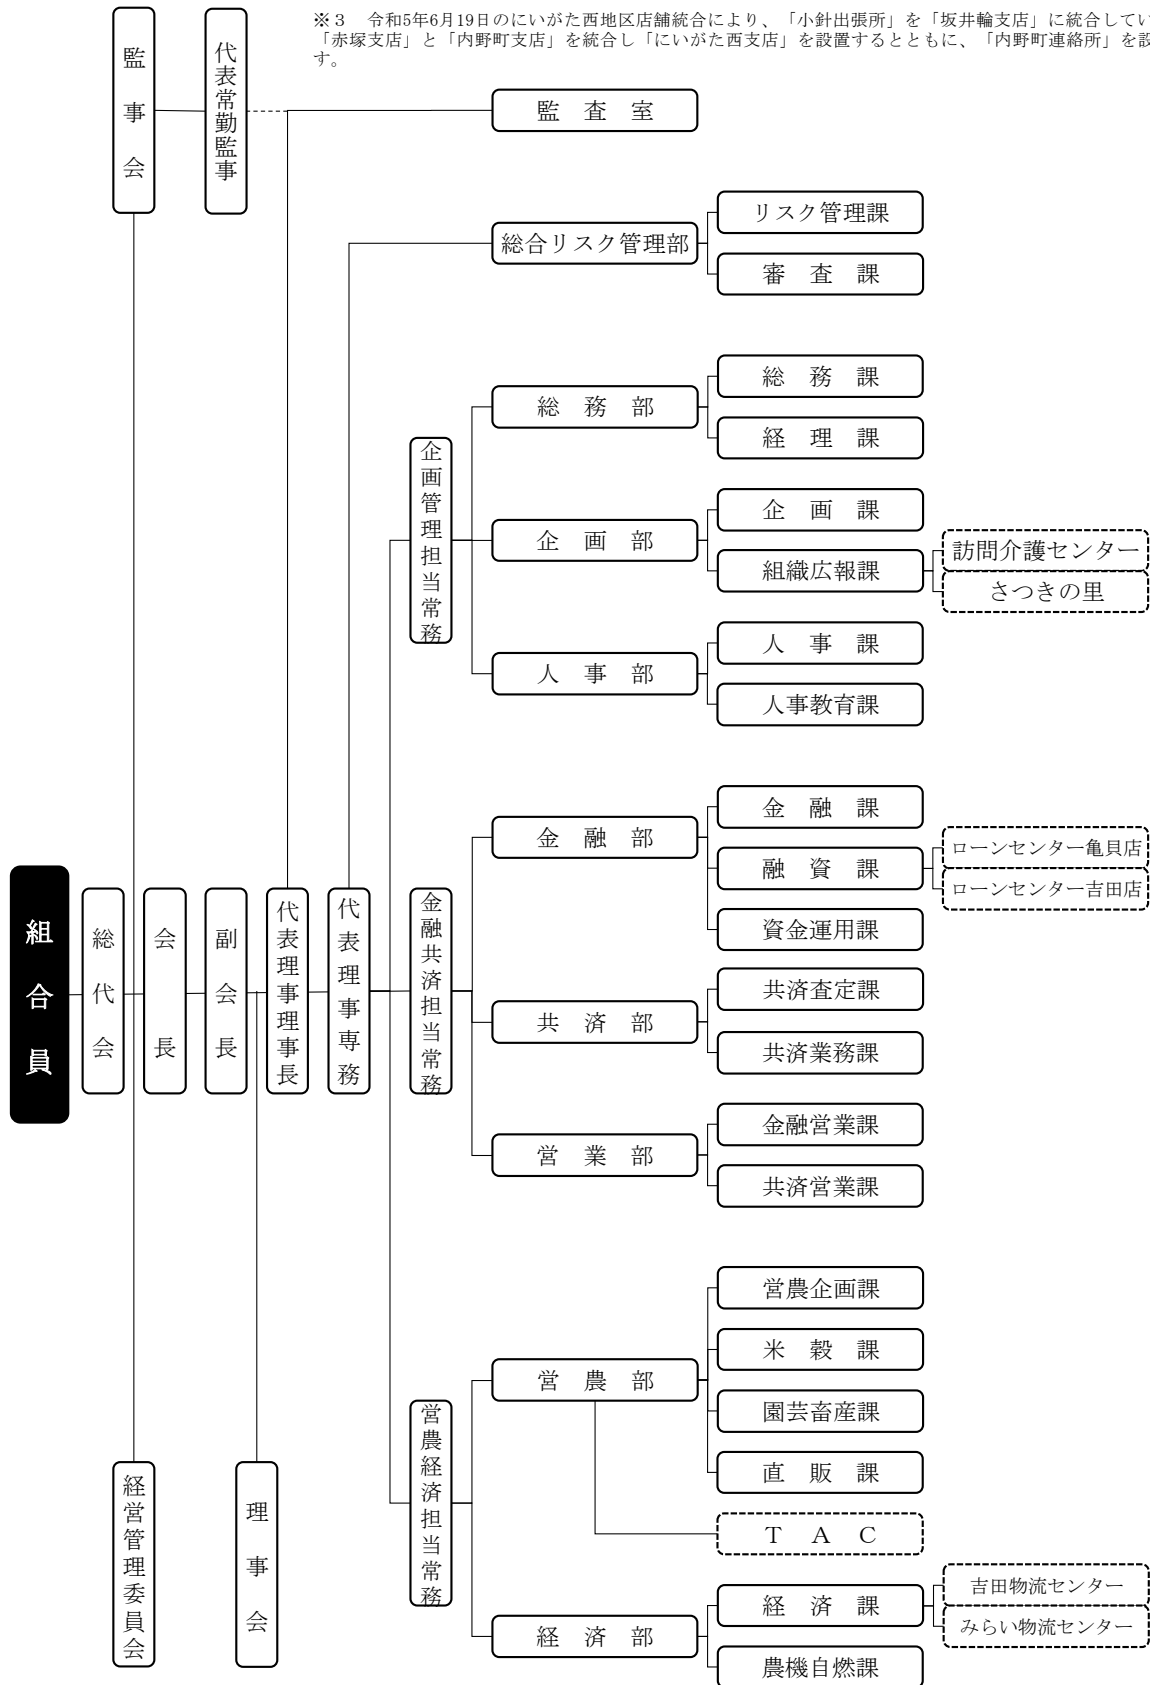 ※３　令和5年6月19日のにいがた西地区店舗統合により、「小針出張所」を「坂井輪支店」に統合してい
「赤塚支店」と「内野町支店」を統合し「にいがた西支店」を設置するとともに、「内野町連絡所」を設
す。
監事会
代表常勤監事
監査室
総合リスク管理部
リスク管理課
審査課
企画管理担当常務
総務部
総務課
経理課
企画部
企画課
組織広報課
訪問介護センター
さつきの里
人事部
人事課
人事教育課
組合員
総代会
会長
副会長
代表理事理事長
代表理事専務
金融共済担当常務
金融部
金融課
融資課
ローンセンター亀貝店
ローンセンター吉田店
資金運用課
共済部
共済査定課
共済業務課
営業部
金融営業課
共済営業課
経営管理委員会
理事会
営農経済担当常務
営農部
営農企画課
米穀課
園芸畜産課
直販課
ＴＡＣ
経済部
経済課
吉田物流センター
みらい物流センター
農機自燃課